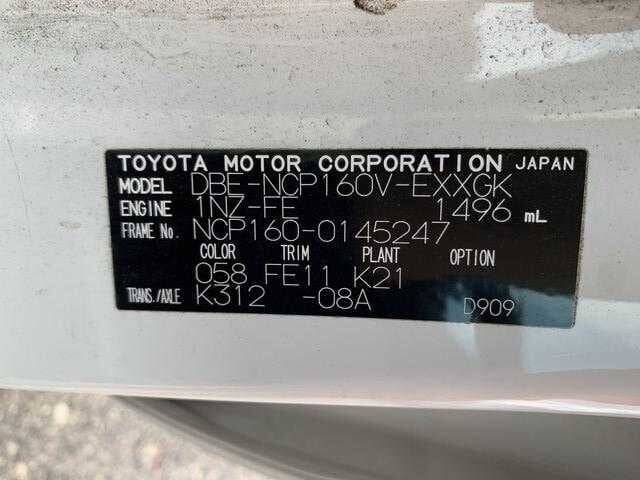 TOYOTA MOTOR CORPORATION JAPAN
MODEL DBE-NCP160V-EXXGK
ENGINE 1NZ-FE 1496 mL
FRAME No. NCP160-0145247
COLOR TRIM PLANT OPTION
058 FE11 K21
TRANS./AXLE K312 -08A D909